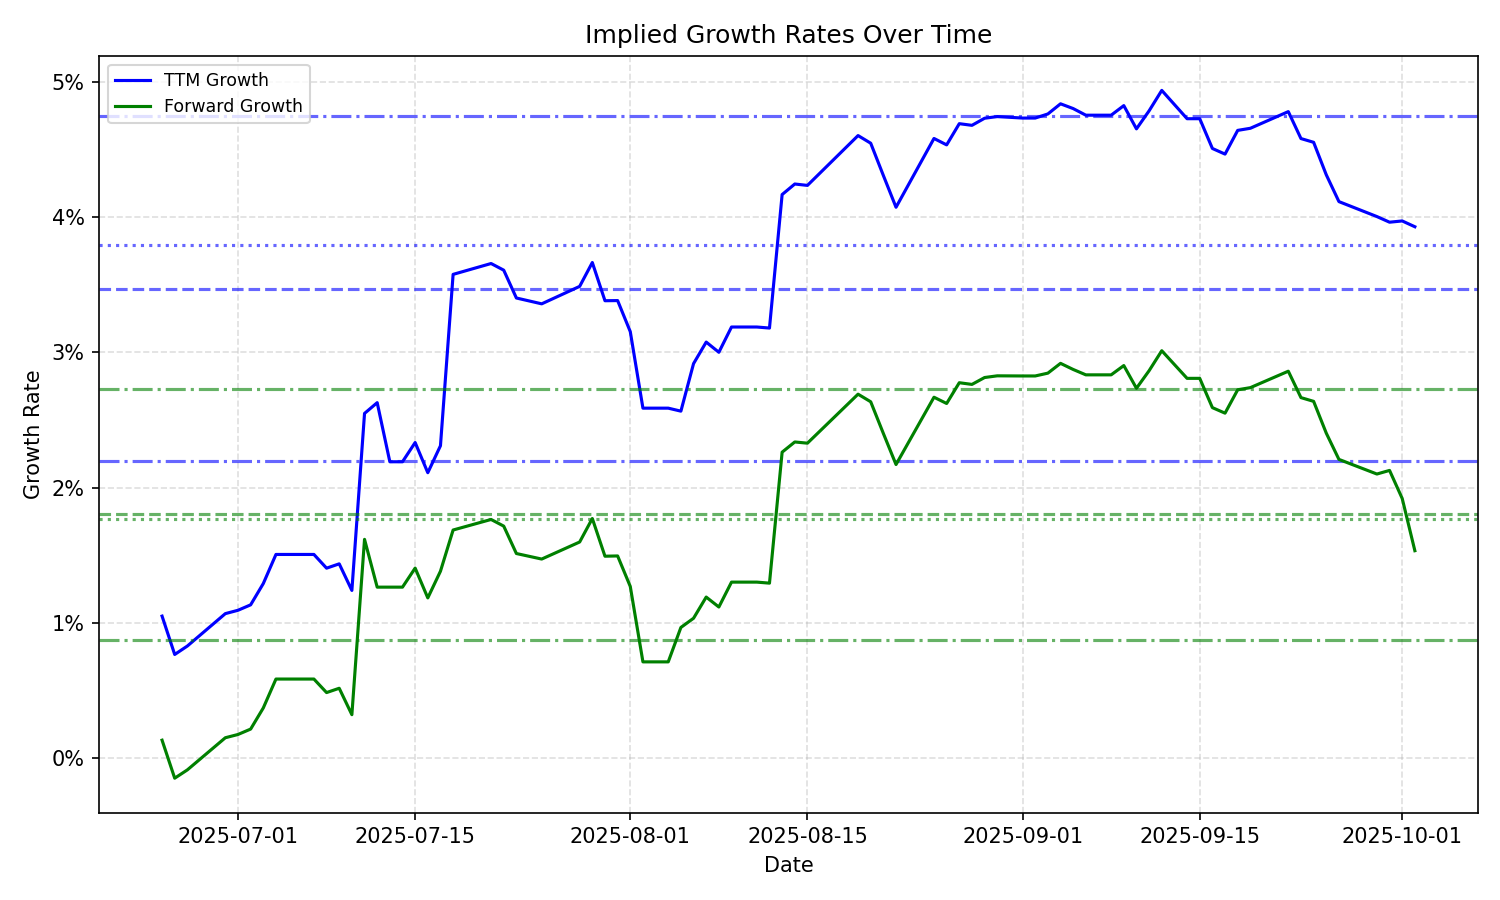 Implied Growth Rates Over Time
TTM Growth
Forward Growth
5%
4%
3%
2%
1%
0%
Growth Rate
2025-07-01
2025-07-15
2025-08-01
2025-08-15
2025-09-01
2025-09-15
2025-10-01
Date